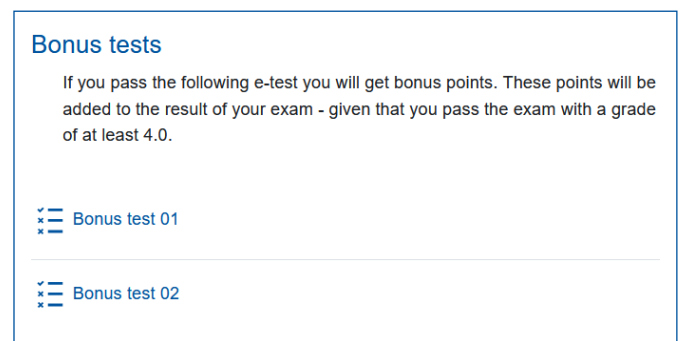 Bonus tests
If you pass the following e-test you will get bonus points. These points will be
added to the result of your exam - given that you pass the exam with a grade
of at least 4.0.
Bonus test 01
Bonus test 02